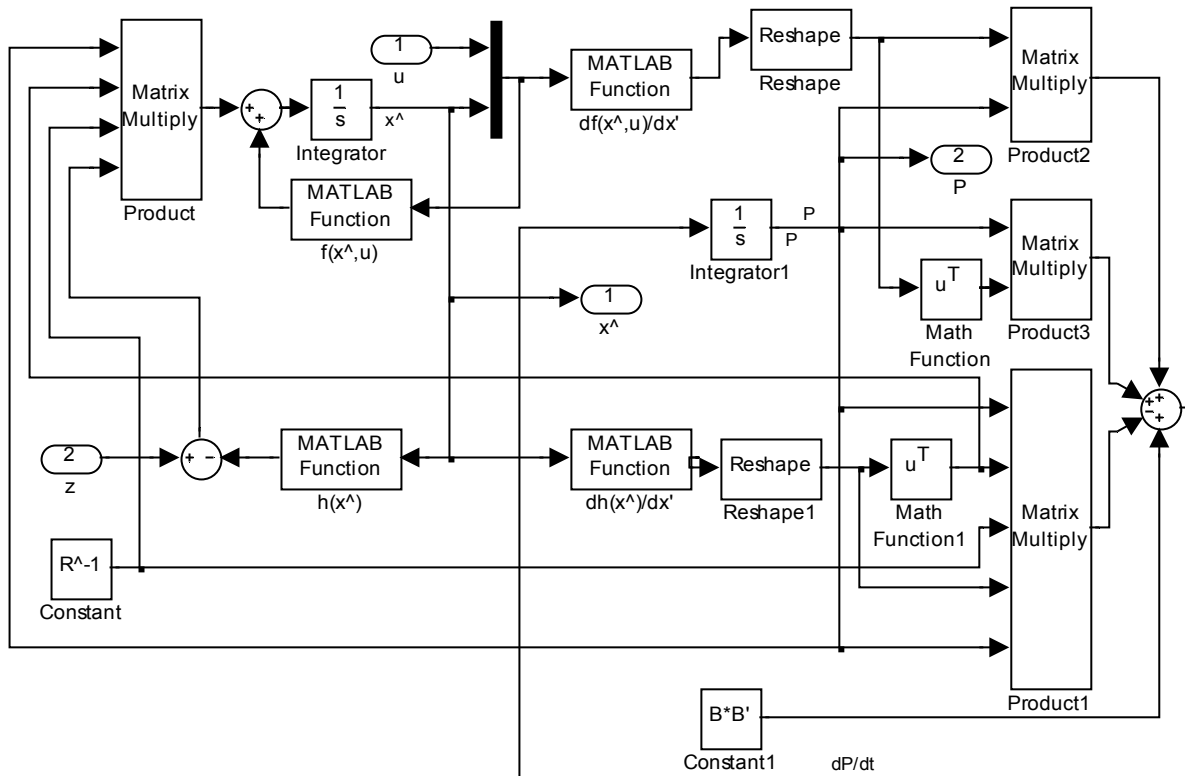 Matrix
Multiply
Product
1
u
1
s
Integrator
x^
MATLAB
Function
f(x^,u)
MATLAB
Function
df(x^,u)/dx'
Reshape
Reshape
Matrix
Multiply
Product2
2
P
1
s
Integrator1
P
P
Matrix
Multiply
Product3
u^T
Math
Function
1
x^
2
z
MATLAB
Function
h(x^)
MATLAB
Function
dh(x^)/dx'
Reshape
Reshape1
u^T
Math
Function1
Matrix
Multiply
Product1
R^-1
Constant
B*B'
Constant1
dP/dt